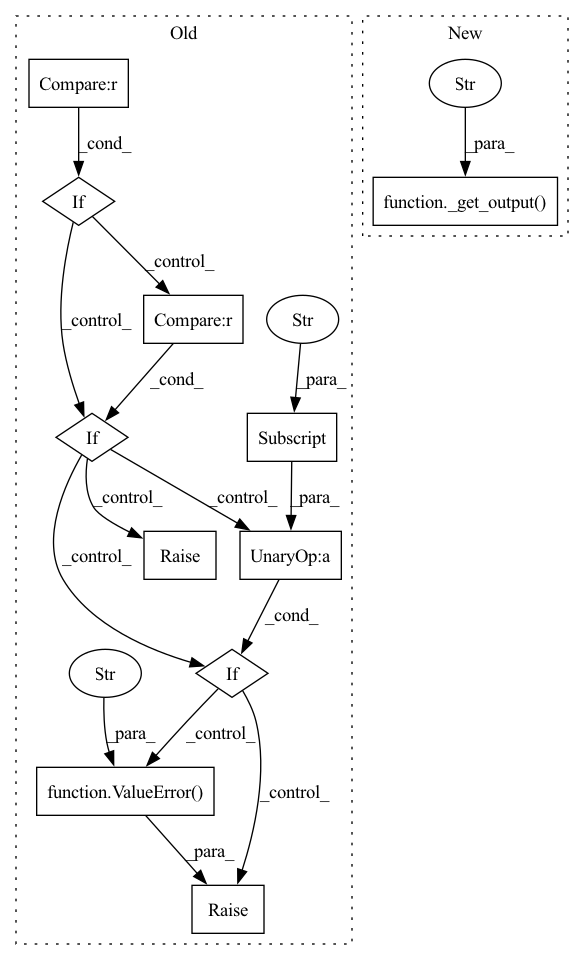 Old
New
Compare:r
Str
_cond_
_para_
If
function._get_output()
_control_
_control_
Compare:r
Str
_cond_
_para_
If
Subscript
_control_
_control_
_para_
_control_
Raise
UnaryOp:a
_cond_
Str
If
_para_
_control_
function.ValueError()
_control_
_para_
Raise